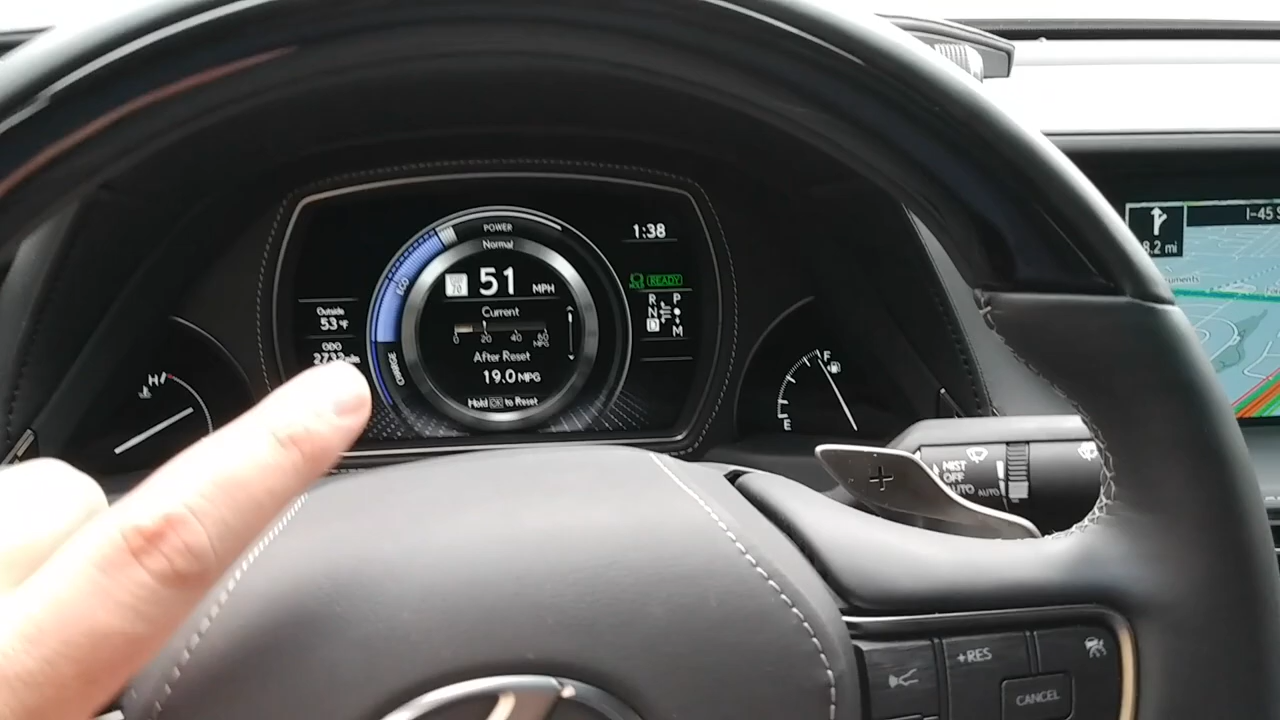 POWER
Normal
1:38
I-45 S
8.2 mi
ECO
70
51 MPH
READY
Outside
53°F
Current
R P
N
D M
0 20 40 60
MPG
ODO
CHARGE
After Reset
19.0 MPG
Hold OK to Reset
H
F
E
+
MIST
OFF
AUTO AUTO
+RES
CANCEL